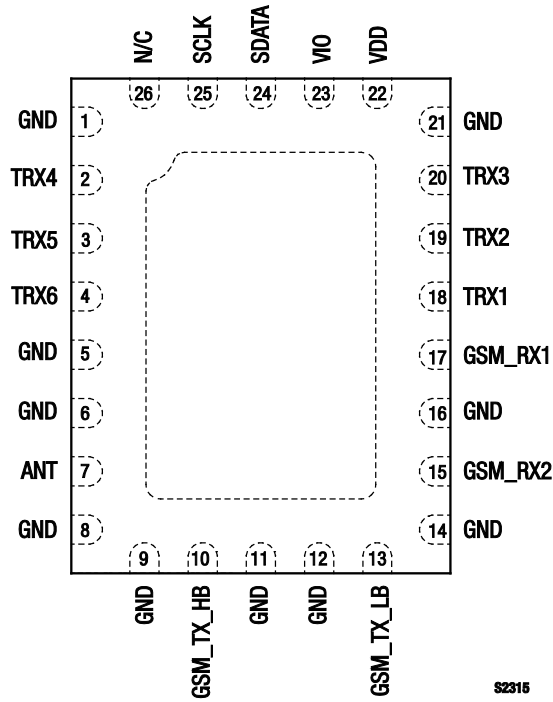 N/C SCLK SDATA VIO VDD
26 25 24 23 22
GND 1 21 GND
TRX4 2 20 TRX3
TRX5 3 19 TRX2
TRX6 4 18 TRX1
GND 5 17 GSM_RX1
GND 6 16 GND
ANT 7 15 GSM_RX2
GND 8 14 GND
9 10 11 12 13
GND GSM_TX_HB GND GND GSM_TX_LB
S2315